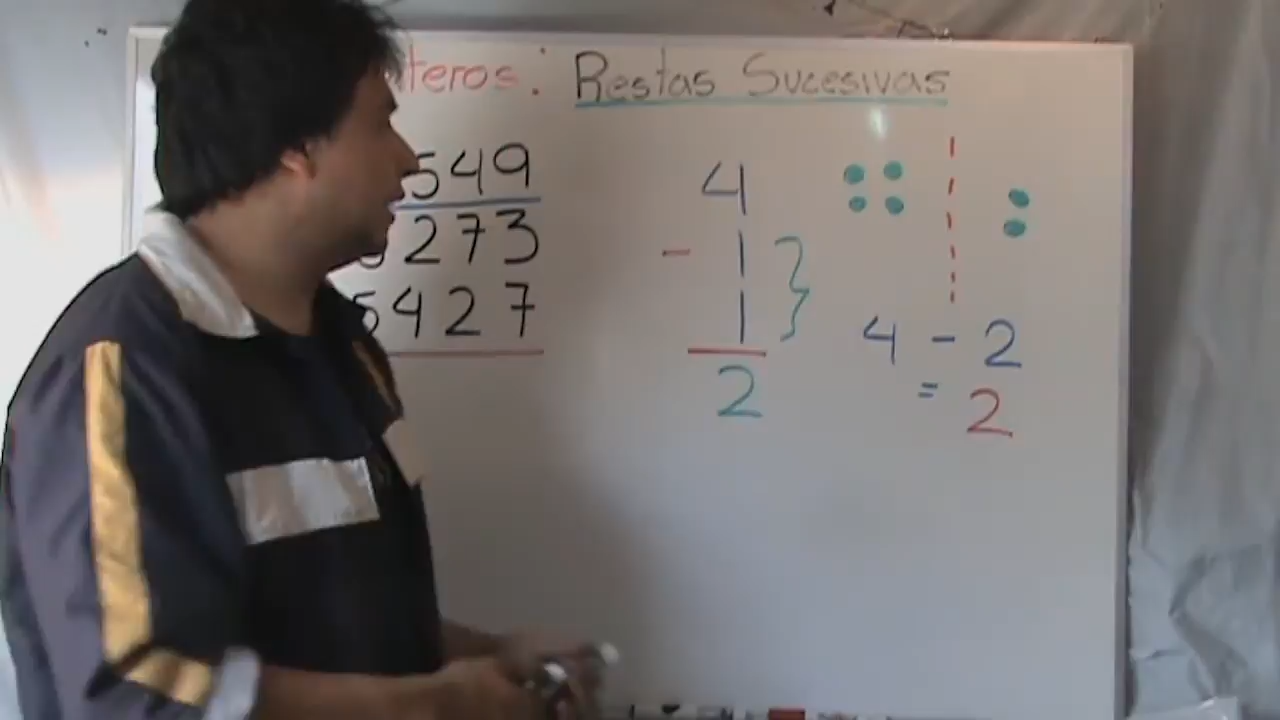 teros: Restas Sucesivas
549
273
5427
4
- 1 }
1
2
4 - 2
= 2